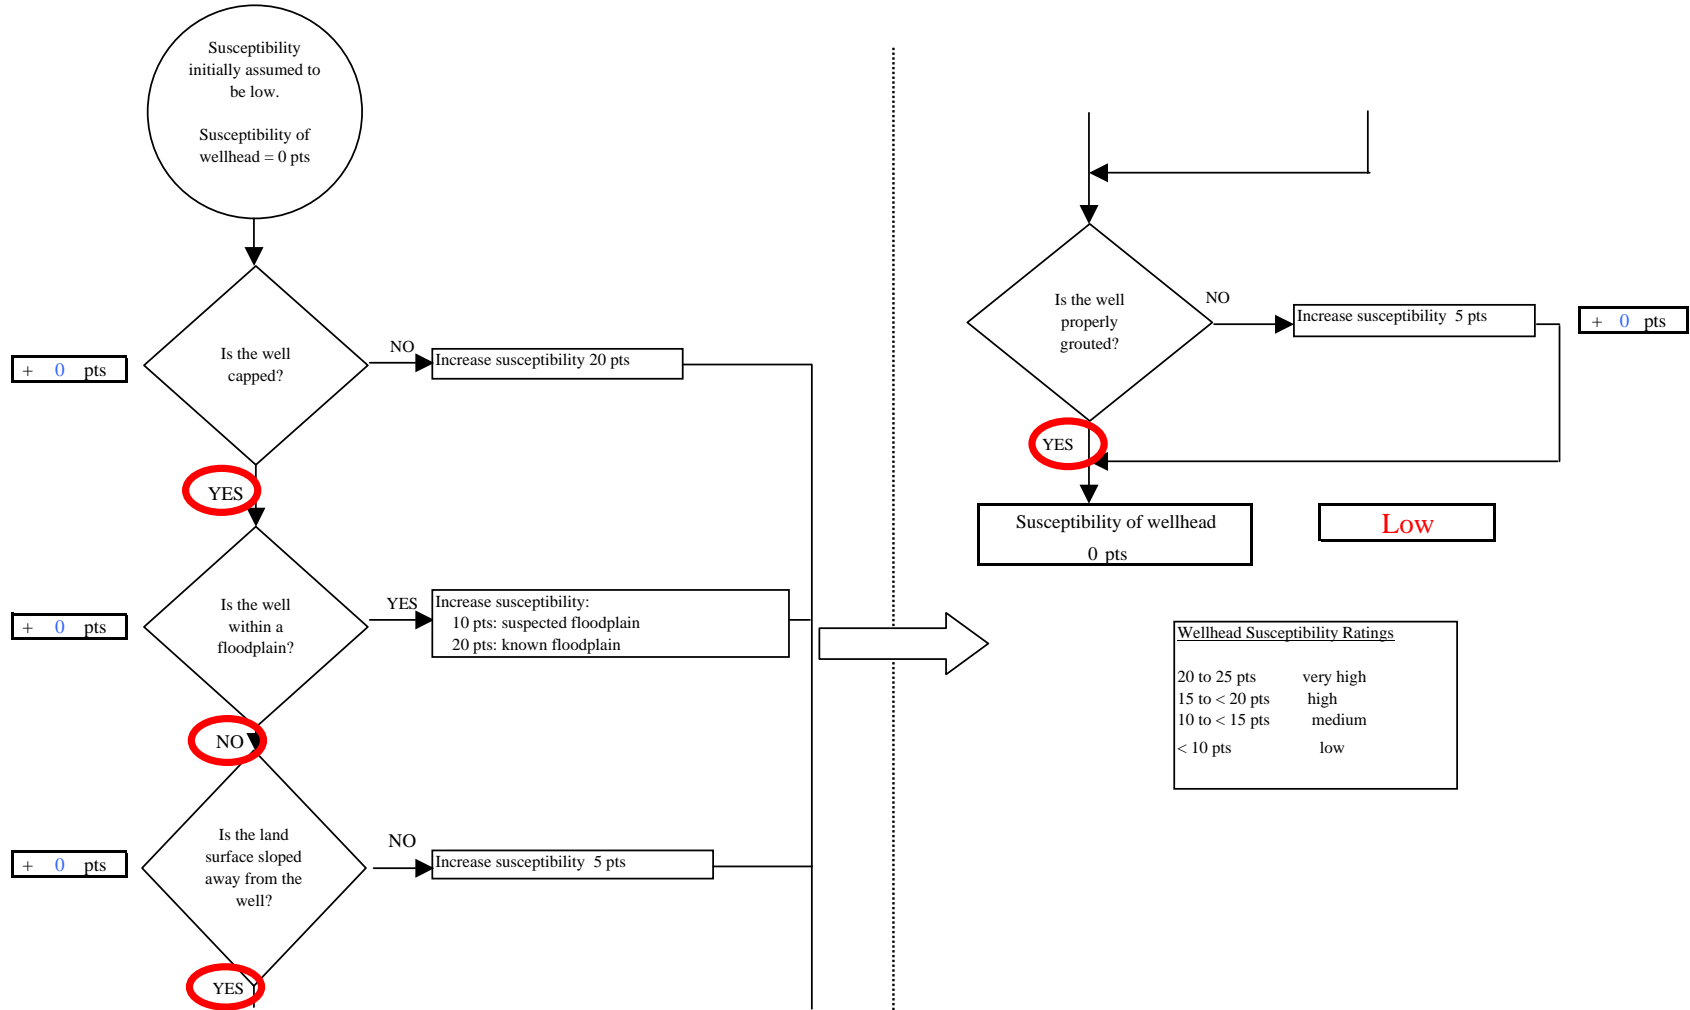 Susceptibility
initially assumed to
be low.
Susceptibility of
wellhead = 0 pts
Is the well
capped?
NO
Increase susceptibility 20 pts
+ 0 pts
YES
Is the well
within a
floodplain?
YES
Increase susceptibility:
10 pts: suspected floodplain
20 pts: known floodplain
+ 0 pts
NO
Is the land
surface sloped
away from the
well?
NO
Increase susceptibility 5 pts
+ 0 pts
YES
Is the well
properly
grouted?
NO
Increase susceptibility 5 pts
+ 0 pts
YES
Susceptibility of wellhead
0 pts
Low
Wellhead Susceptibility Ratings
20 to 25 pts very high
15 to < 20 pts high
10 to < 15 pts medium
< 10 pts low